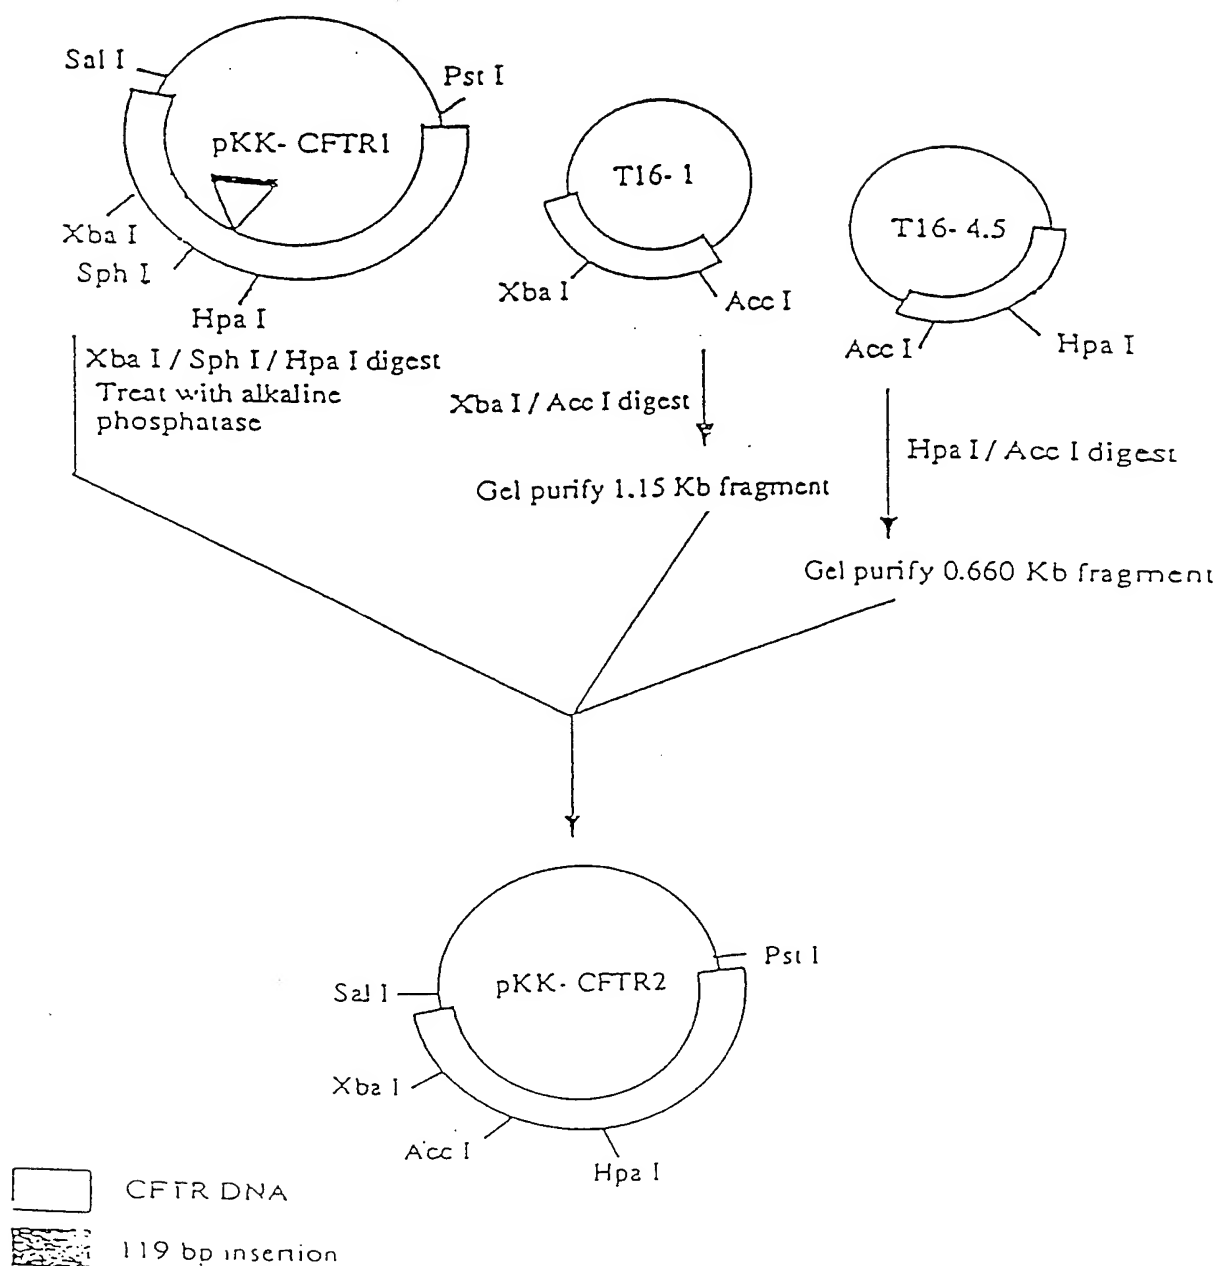 Sal I
Pst I
pKK- CFTR1
Xba I
Sph I
Hpa I
T16- 1
Xba I
Acc I
T16- 4.5
Acc I
Hpa I
Xba I / Sph I / Hpa I digest
Treat with alkaline
phosphatase
Xba I / Acc I digest
Gel purify 1.15 Kb fragment
Hpa I / Acc I digest
Gel purify 0.660 Kb fragment
Sal I
Pst I
pKK- CFTR2
Xba I
Acc I
Hpa I
CFTR DNA
119 bp insertion